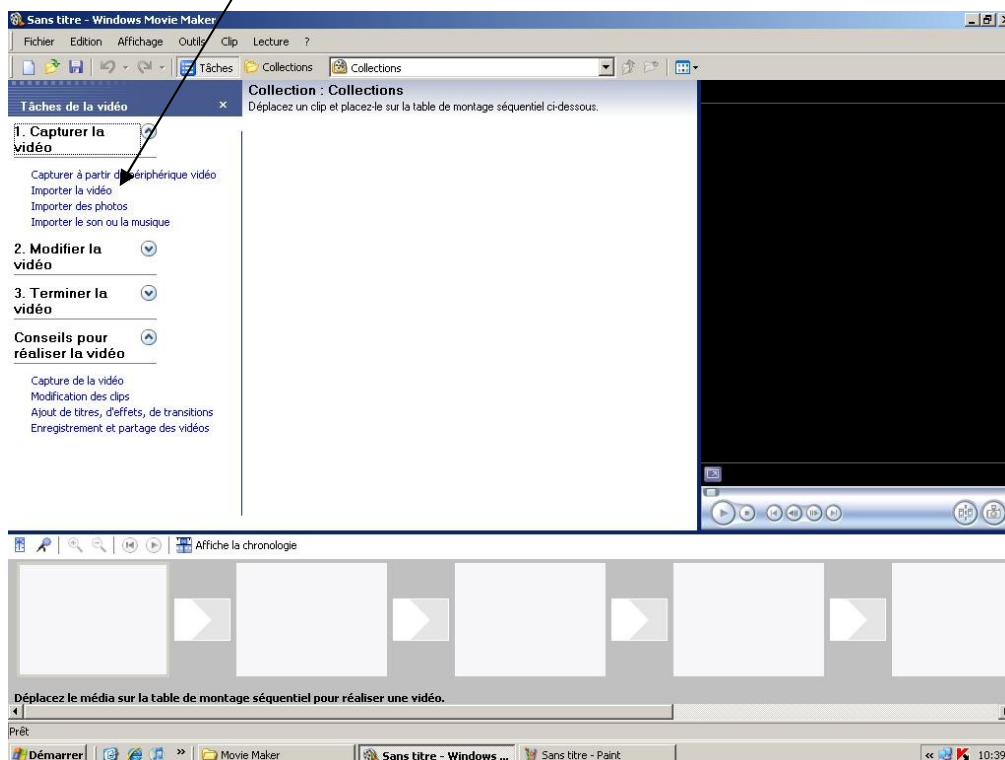 Sans titre - Windows Movie Maker
Fichier Edition Affichage Outils Clip Lecture ?
Tâches Collections Collections
Tâches de la vidéo
Collection : Collections
Déplacez un clip et placez-le sur la table de montage séquentiel ci-dessous.
1. Capturer la
vidéo
Capturer à partir périphérique vidéo
Importer la vidéo
Importer des photos
Importer le son ou la musique
2. Modifier la
vidéo
3. Terminer la
vidéo
Conseils pour
réaliser la vidéo
Capture de la vidéo
Modification des clips
Ajout de titres, d'effets, de transitions
Enregistrement et partage des vidéos
Affiche la chronologie
Déplacez le média sur la table de montage séquentiel pour réaliser une vidéo.
Prêt
Démarrer » Movie Maker Sans titre - Windows ... Sans titre - Paint « 10:39